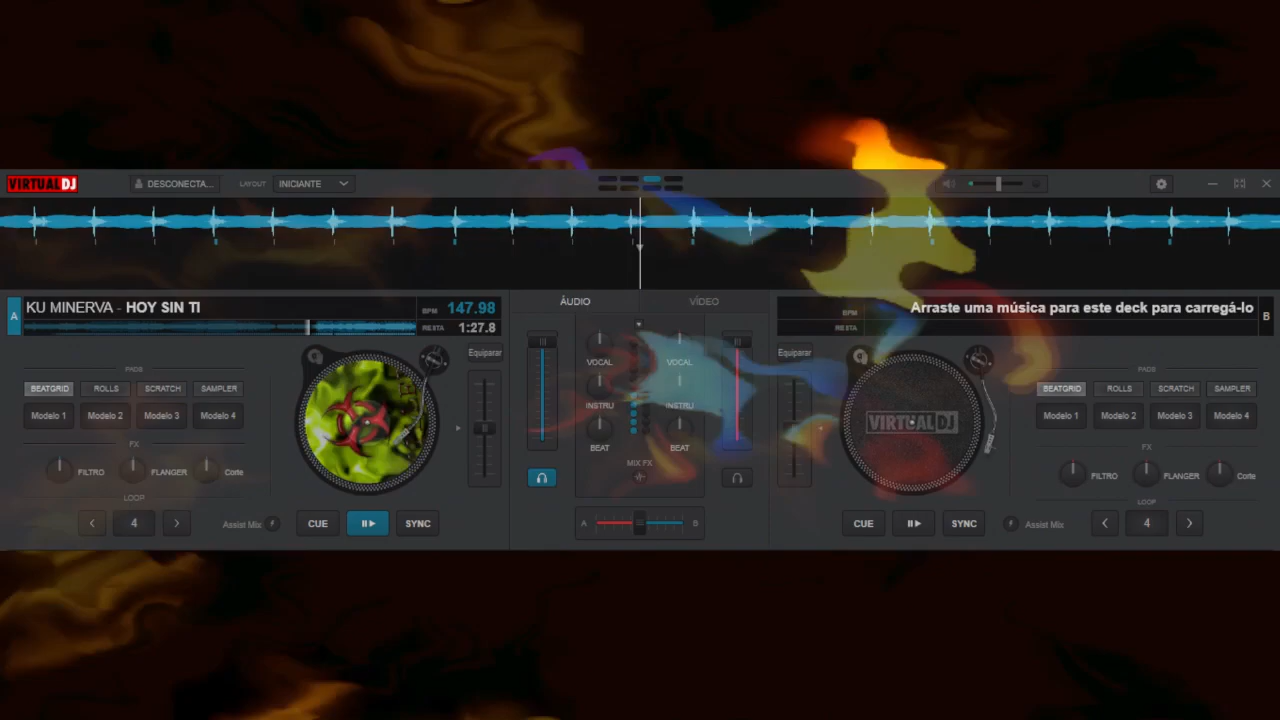 VIRTUAL DJ
DESCONECTA...
LAYOUT
INICIANTE
A
KU MINERVA - HOY SIN TI
BPM 147.98
RESTA 1:27.8
ÁUDIO
VÍDEO
BPM
RESTA
Arraste uma música para este deck para carregá-lo
B
PADS
BEATGRID ROLLS SCRATCH SAMPLER
Modelo 1 Modelo 2 Modelo 3 Modelo 4
FX
FILTRO FLANGER Corte
LOOP
4
Assist Mix
CUE
SYNC
Equiparar
VOCAL VOCAL
INSTRU INSTRU
BEAT BEAT
MIX FX
A B
Equiparar
VIRTUAL DJ
CUE
SYNC
PADS
BEATGRID ROLLS SCRATCH SAMPLER
Modelo 1 Modelo 2 Modelo 3 Modelo 4
FX
FILTRO FLANGER Corte
LOOP
Assist Mix
4